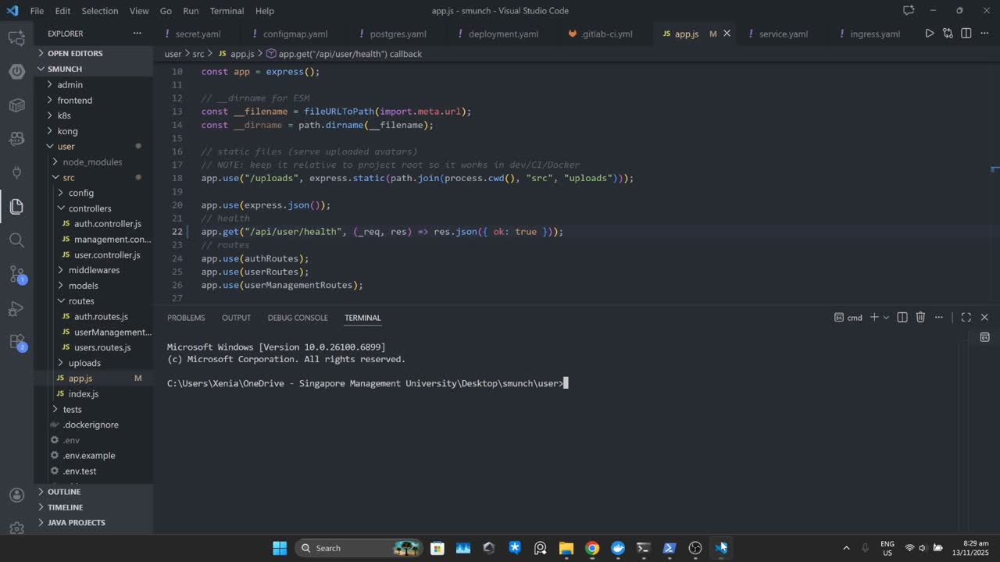 File Edit Selection View Go Run Terminal Help
app.js - smunch - Visual Studio Code
EXPLORER
secret.yaml configmap.yaml postgres.yaml deployment.yaml .gitlab-ci.yml JS app.js M service.yaml ingress.yaml
OPEN EDITORS
SMUNCH
admin
frontend
k8s
kong
user
node_modules
src
config
controllers
JS auth.controller.js
JS management.con...
JS user.controller.js
middlewares
models
routes
JS auth.routes.js
JS userManagement...
JS users.routes.js
uploads
JS app.js M
JS index.js
tests
.dockerignore
.env
.env.example
.env.test
OUTLINE
TIMELINE
JAVA PROJECTS
1
2
user > src > JS app.js > app.get("/api/user/health") callback
10 const app = express();
11
12 // __dirname for ESM
13 const __filename = fileURLToPath(import.meta.url);
14 const __dirname = path.dirname(__filename);
15
16 // static files (serve uploaded avatars)
17 // NOTE: keep it relative to project root so it works in dev/CI/Docker
18 app.use("/uploads", express.static(path.join(process.cwd(), "src", "uploads")));
19
20 app.use(express.json());
21 // health
22 app.get("/api/user/health", (_req, res) => res.json({ ok: true }));
23 // routes
24 app.use(authRoutes);
25 app.use(userRoutes);
26 app.use(userManagementRoutes);
27
PROBLEMS OUTPUT DEBUG CONSOLE TERMINAL
cmd
Microsoft Windows [Version 10.0.26100.6899]
(c) Microsoft Corporation. All rights reserved.
C:\Users\Xenia\OneDrive - Singapore Management University\Desktop\smunch\user>
Search
ENG
US
8:29 am
13/11/2025